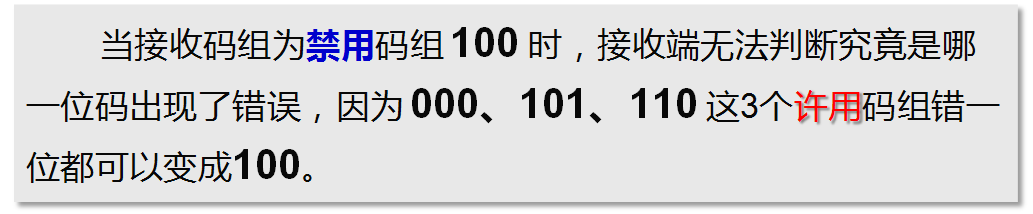 当接收码组为禁用码组 100 时，接收端无法判断究竟是哪
一位码出现了错误，因为 000、101、110 这3个许用码组错一
位都可以变成100。